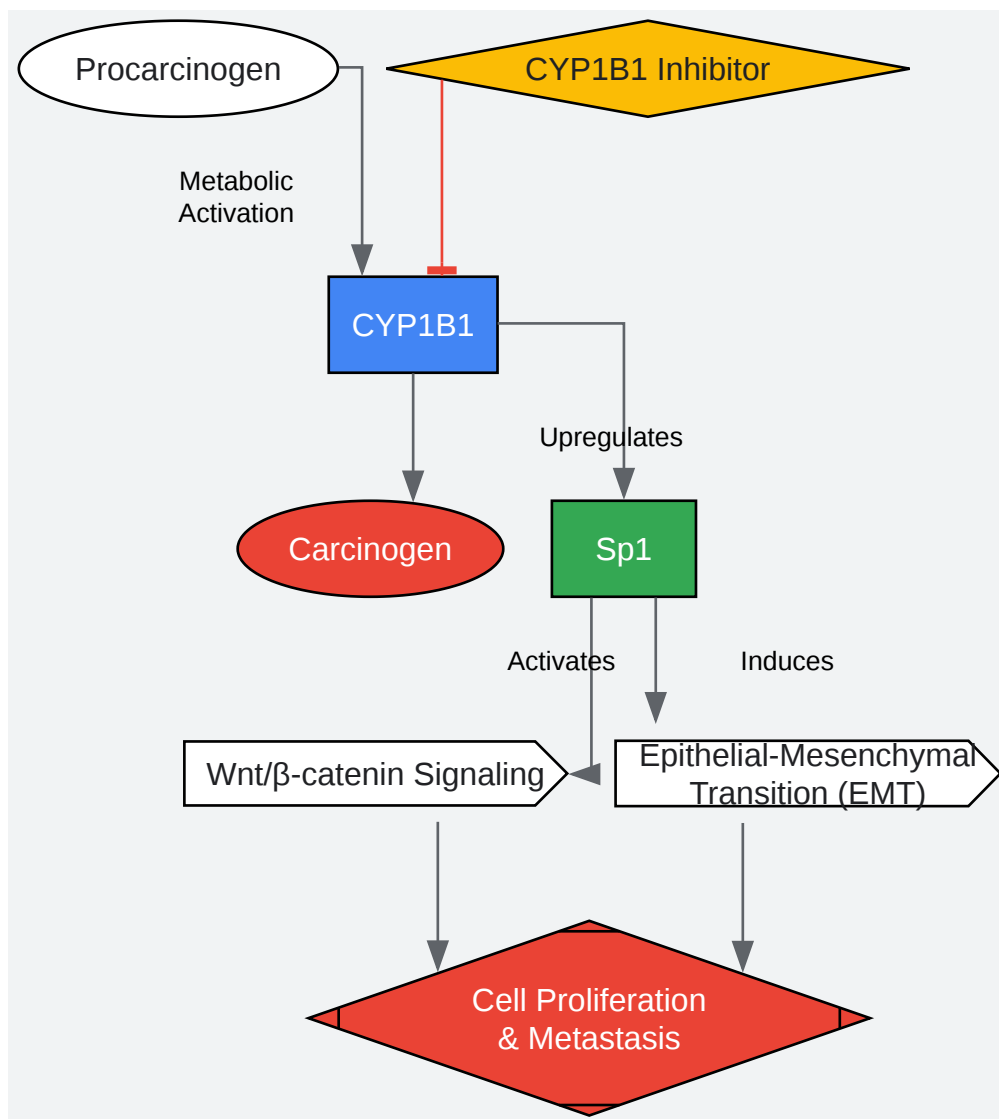 Procarcinogen
CYP1B1 Inhibitor
Metabolic
Activation
CYP1B1
Upregulates
Carcinogen
Sp1
Activates
Induces
Wnt/β-catenin Signaling
Epithelial-Mesenchymal
Transition (EMT)
Cell Proliferation
& Metastasis